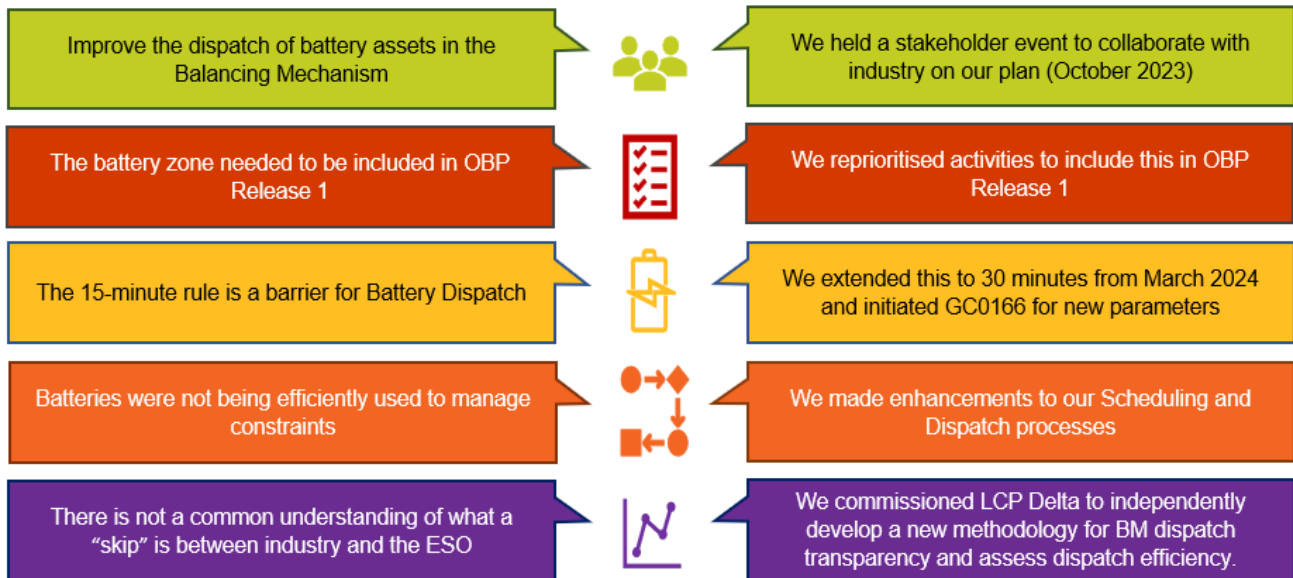 Improve the dispatch of battery assets in the
Balancing Mechanism
We held a stakeholder event to collaborate with
industry on our plan (October 2023)
The battery zone needed to be included in OBP
Release 1
We reprioritised activities to include this in OBP
Release 1
The 15-minute rule is a barrier for Battery Dispatch
We extended this to 30 minutes from March 2024
and initiated GC0166 for new parameters
Batteries were not being efficiently used to manage
constraints
We made enhancements to our Scheduling and
Dispatch processes
There is not a common understanding of what a
“skip” is between industry and the ESO
We commissioned LCP Delta to independently
develop a new methodology for BM dispatch
transparency and assess dispatch efficiency.